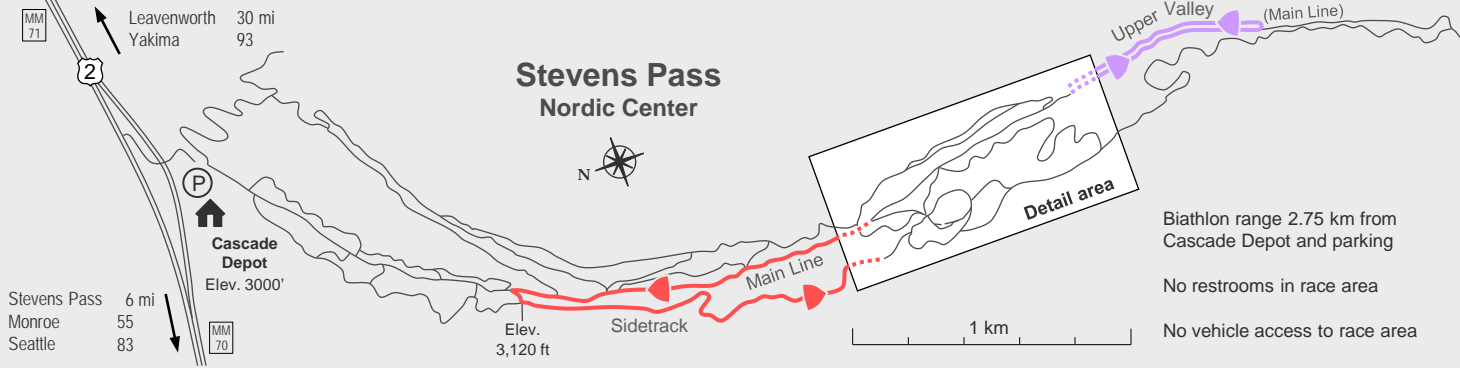 MM
71
Leavenworth 30 mi
Yakima 93
2
Stevens Pass
Nordic Center
N
P
Cascade
Depot
Elev. 3000'
Stevens Pass 6 mi
Monroe 55
Seattle 83
MM
70
Elev.
3,120 ft
Sidetrack
Main Line
Detail area
Upper Valley
(Main Line)
1 km
Biathlon range 2.75 km from
Cascade Depot and parking
No restrooms in race area
No vehicle access to race area